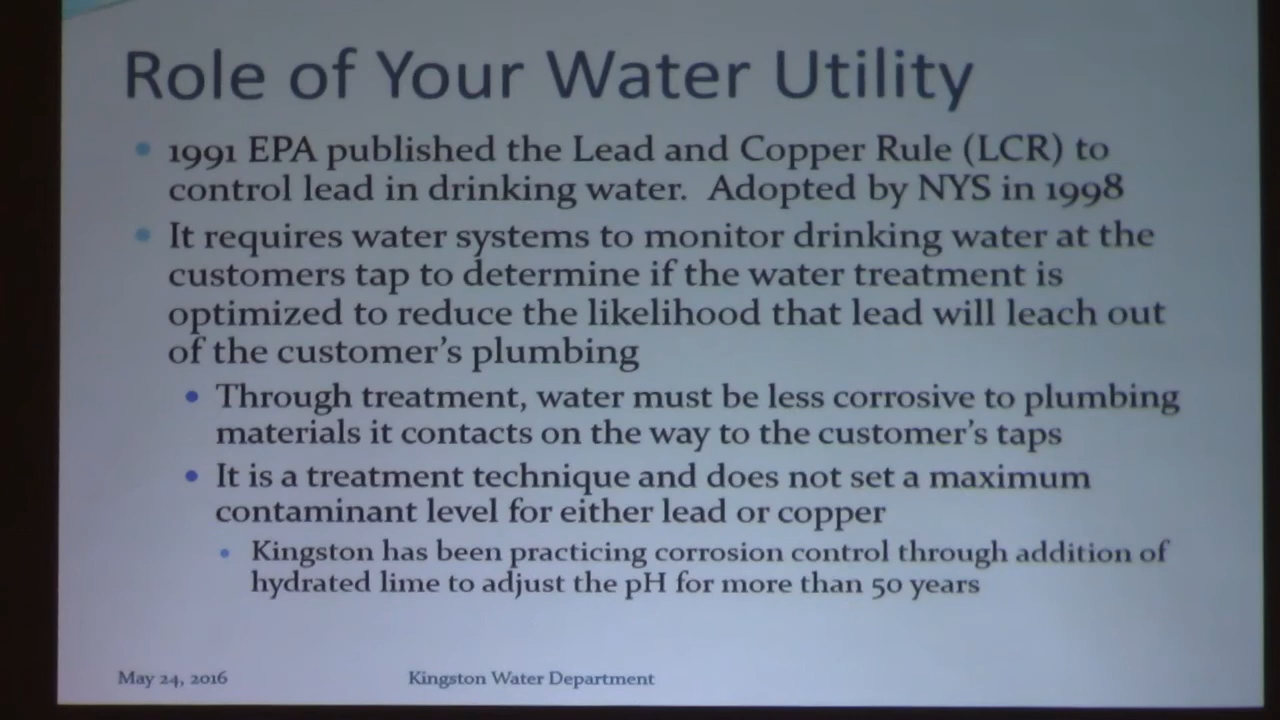 Role of Your Water Utility
• 1991 EPA published the Lead and Copper Rule (LCR) to
control lead in drinking water. Adopted by NYS in 1998
• It requires water systems to monitor drinking water at the
customers tap to determine if the water treatment is
optimized to reduce the likelihood that lead will leach out
of the customer's plumbing
• Through treatment, water must be less corrosive to plumbing
materials it contacts on the way to the customer's taps
• It is a treatment technique and does not set a maximum
contaminant level for either lead or copper
• Kingston has been practicing corrosion control through addition of
hydrated lime to adjust the pH for more than 50 years
May 24, 2016
Kingston Water Department